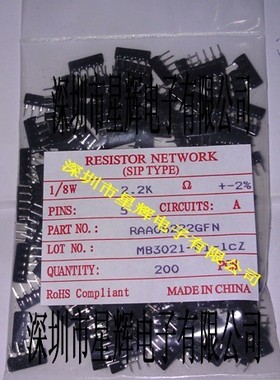 深圳市星辉电子有限公司
RESISTOR NETWORK
(SIP TYPE)
1/8W 2.2K Ω +-2%
PINS: 5 CIRCUITS: A
PART NO.: RAA05222GFN
LOT NO.: MB3021
QUANTITY: 200
RoHS Compliant MADE IN CHINA
深圳市星辉电子有限公司
深圳市星辉电子有限公司